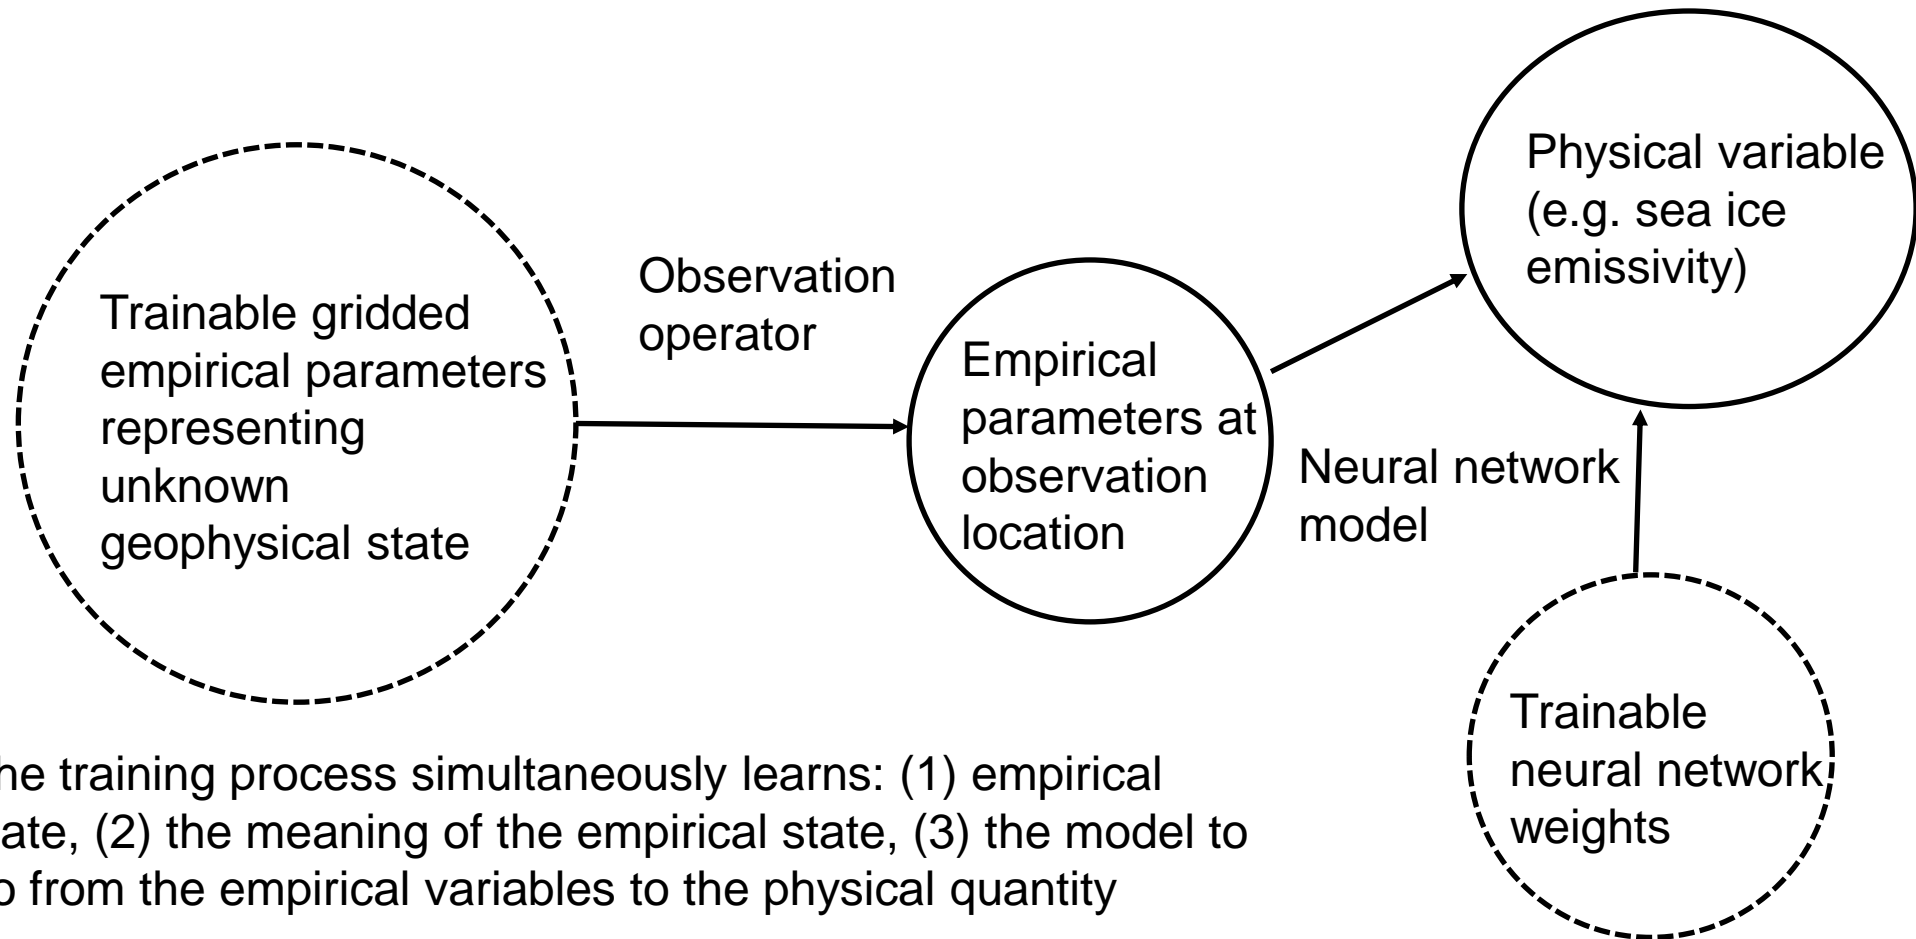 Trainable gridded
empirical parameters
representing
unknown
geophysical state
Observation
operator
Empirical
parameters at
observation
location
Neural network
model
Physical variable
(e.g. sea ice
emissivity)
Trainable
neural network
weights
he training process simultaneously learns: (1) empirical
ate, (2) the meaning of the empirical state, (3) the model to
o from the empirical variables to the physical quantity